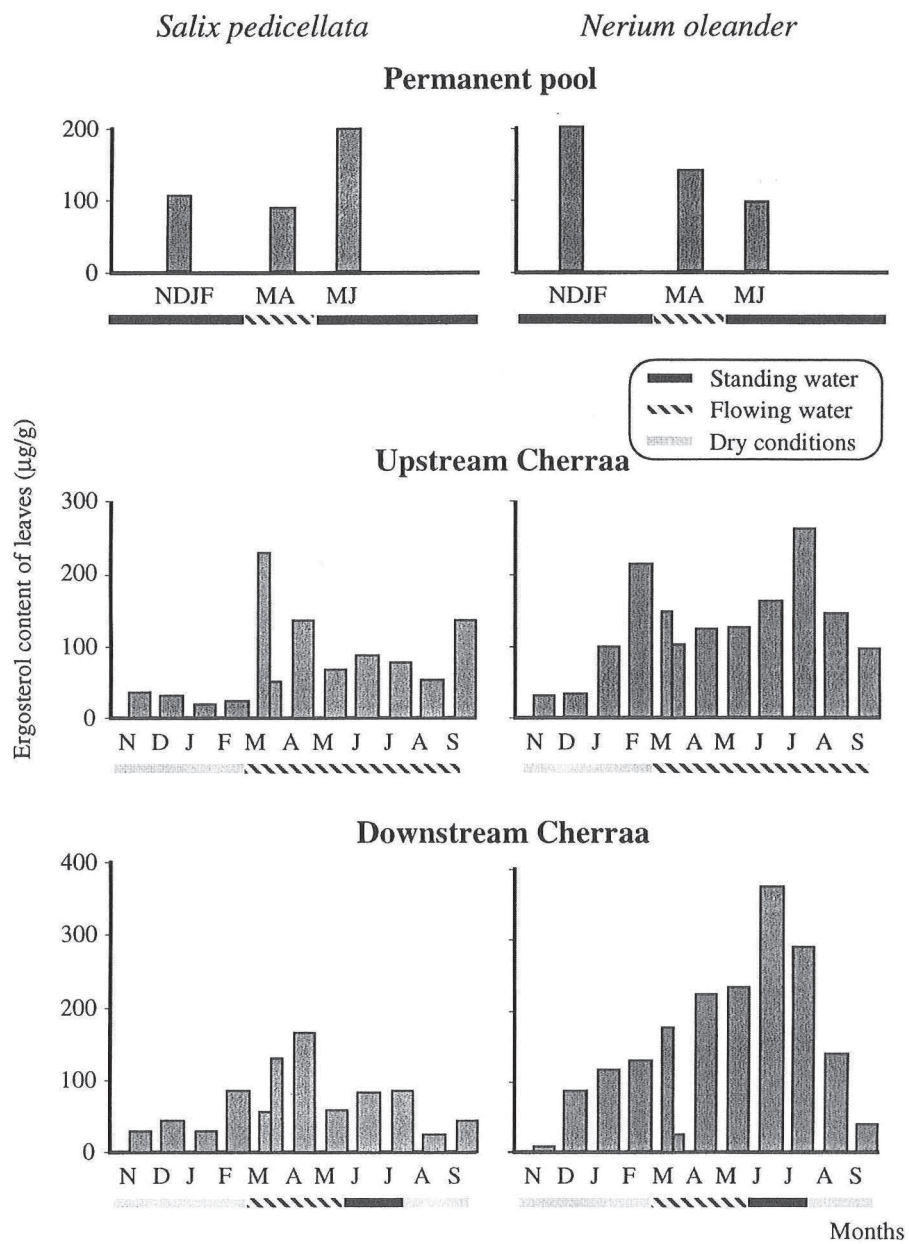 Salix pedicellata Nerium oleander
Permanent pool
200
100
0
NDJF MA MJ NDJF MA MJ
Standing water
Flowing water
Dry conditions
Ergosterol content of leaves (µg/g)
Upstream Cherraa
300
200
100
0
N D J F M A M J J A S N D J F M A M J J A S
Downstream Cherraa
400
300
200
100
0
N D J F M A M J J A S N D J F M A M J J A S
Months